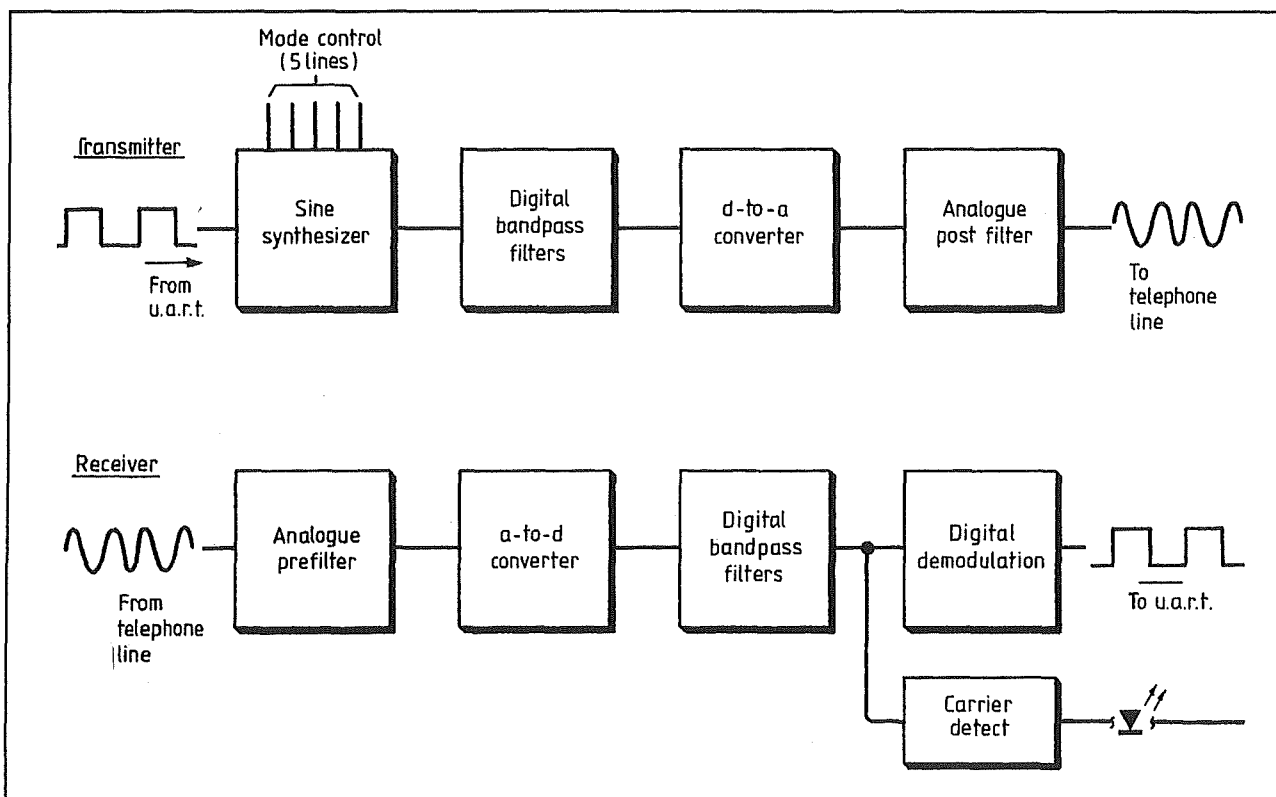 Mode control
(5 lines)
Transmitter
Sine
synthesizer
Digital
bandpass
filters
d-to-a
converter
Analogue
post filter
From
u.a.r.t.
To
telephone
line
Receiver
Analogue
prefilter
a-to-d
converter
Digital
bandpass
filters
Digital
demodulation
From
telephone
line
To u.a.r.t.
Carrier
detect